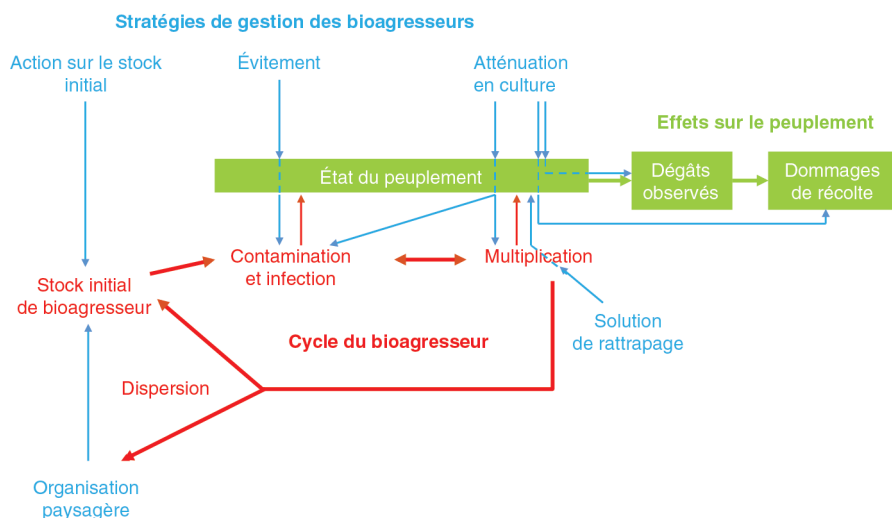 Stratégies de gestion des bioagresseurs
Action sur le stock
initial
Évitement
Atténuation
en culture
Effets sur le peuplement
État du peuplement
Dégâts
observés
Dommages
de récolte
Contamination
et infection
Multiplication
Stock initial
de bioagresseur
Solution
de rattrapage
Cycle du bioagresseur
Dispersion
Organisation
paysagère